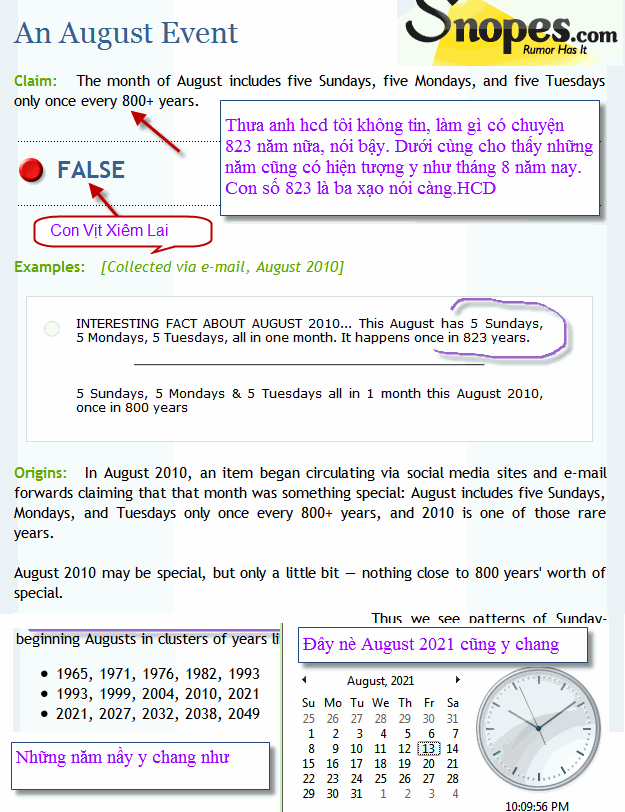 An August Event
Snopes.com
Rumor Has It
Claim: The month of August includes five Sundays, five Mondays, and five Tuesdays
only once every 800+ years.
Thưa anh hcd tôi không tin, làm gì có chuyện
823 năm nữa, nói bậy. Dưới cùng cho thấy những
năm cũng có hiện tượng y như tháng 8 năm nay.
Con số 823 là ba xạo nói càng.HCD
FALSE
Con Vịt Xiêm Lai
Examples: [Collected via e-mail, August 2010]
INTERESTING FACT ABOUT AUGUST 2010... This August has 5 Sundays,
5 Mondays, 5 Tuesdays, all in one month. It happens once in 823 years.
5 Sundays, 5 Mondays & 5 Tuesdays all in 1 month this August 2010,
once in 800 years
Origins: In August 2010, an item began circulating via social media sites and e-mail
forwards claiming that that month was something special: August includes five Sundays,
Mondays, and Tuesdays only once every 800+ years, and 2010 is one of those rare
years.
August 2010 may be special, but only a little bit — nothing close to 800 years' worth of
special.
Thus we see patterns of Sunday-
beginning Augusts in clusters of years li
• 1965, 1971, 1976, 1982, 1993
• 1993, 1999, 2004, 2010, 2021
• 2021, 2027, 2032, 2038, 2049
Những năm nầy y chang như
Đây nè August 2021 cũng y chang
August, 2021
Su Mo Tu We Th Fr Sa
25 26 27 28 29 30 31
1 2 3 4 5 6 7
8 9 10 11 12 13 14
15 16 17 18 19 20 21
22 23 24 25 26 27 28
29 30 31 1 2 3 4
10:09:56 PM